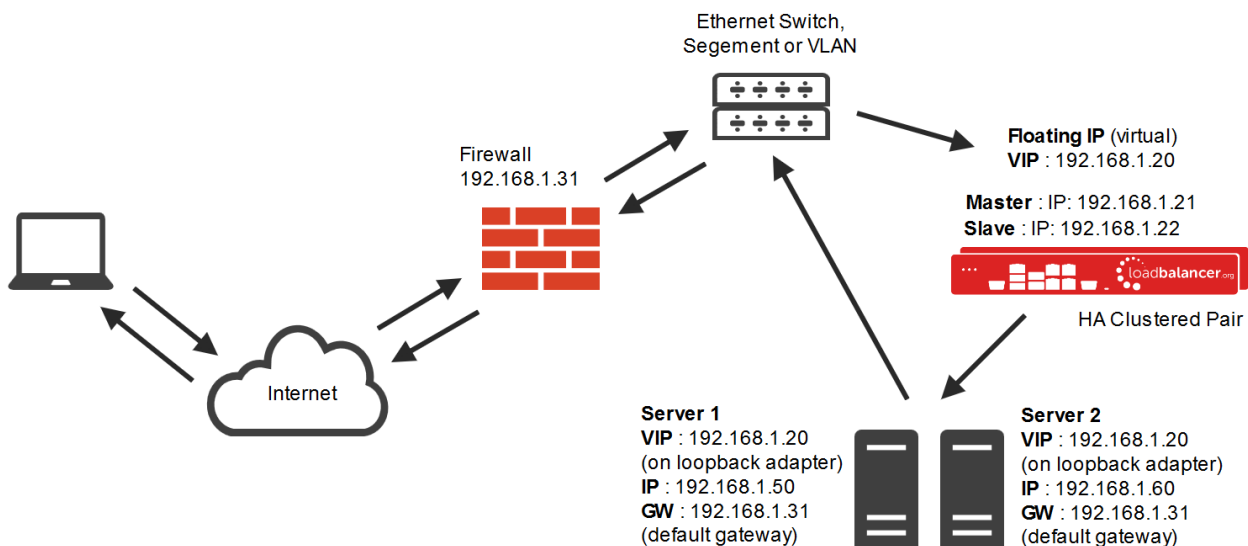 Ethernet Switch,
Segement or VLAN
Firewall
192.168.1.31
Floating IP (virtual)
VIP : 192.168.1.20
Master : IP: 192.168.1.21
Slave : IP: 192.168.1.22
loadbalancer.org
HA Clustered Pair
Internet
Server 1
VIP : 192.168.1.20
(on loopback adapter)
IP : 192.168.1.50
GW : 192.168.1.31
(default gateway)
Server 2
VIP : 192.168.1.20
(on loopback adapter)
IP : 192.168.1.60
GW : 192.168.1.31
(default gateway)